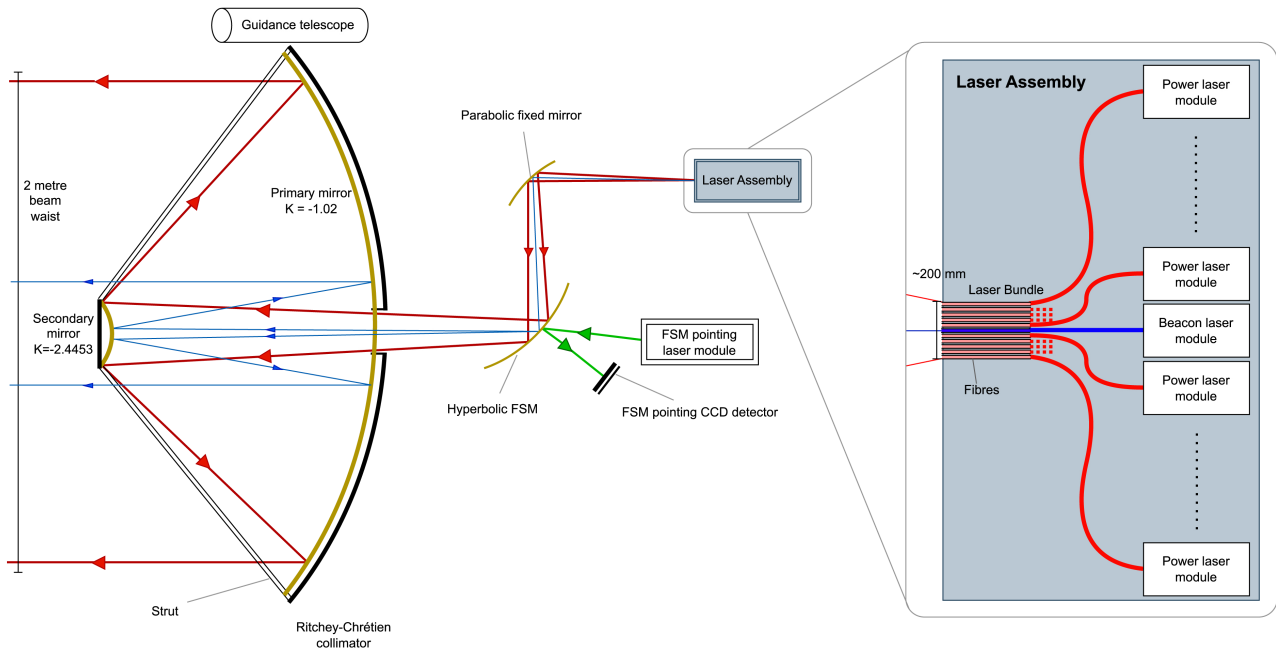 Guidance telescope
2 metre
beam
waist
Primary mirror
K = -1.02
Secondary
mirror
K=-2.4453
Strut
Ritchey-Chrétien
collimator
Parabolic fixed mirror
Hyperbolic FSM
FSM pointing
laser module
FSM pointing CCD detector
Laser Assembly
Laser Assembly
~200 mm
Laser Bundle
Fibres
Power laser
module
Power laser
module
Beacon laser
module
Power laser
module
Power laser
module